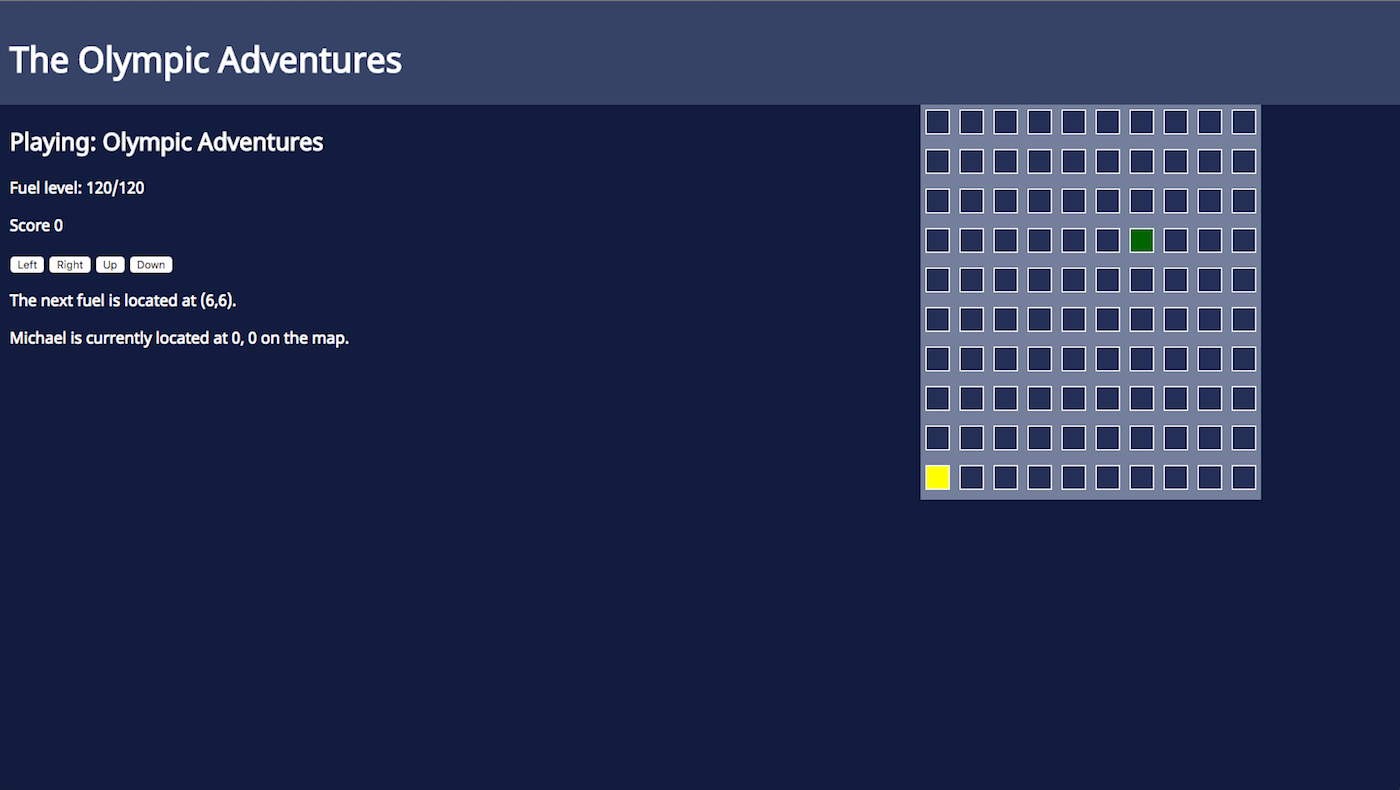 The Olympic Adventures
Playing: Olympic Adventures
Fuel level: 120/120
Score 0
Left Right Up Down
The next fuel is located at (6,6).
Michael is currently located at 0, 0 on the map.